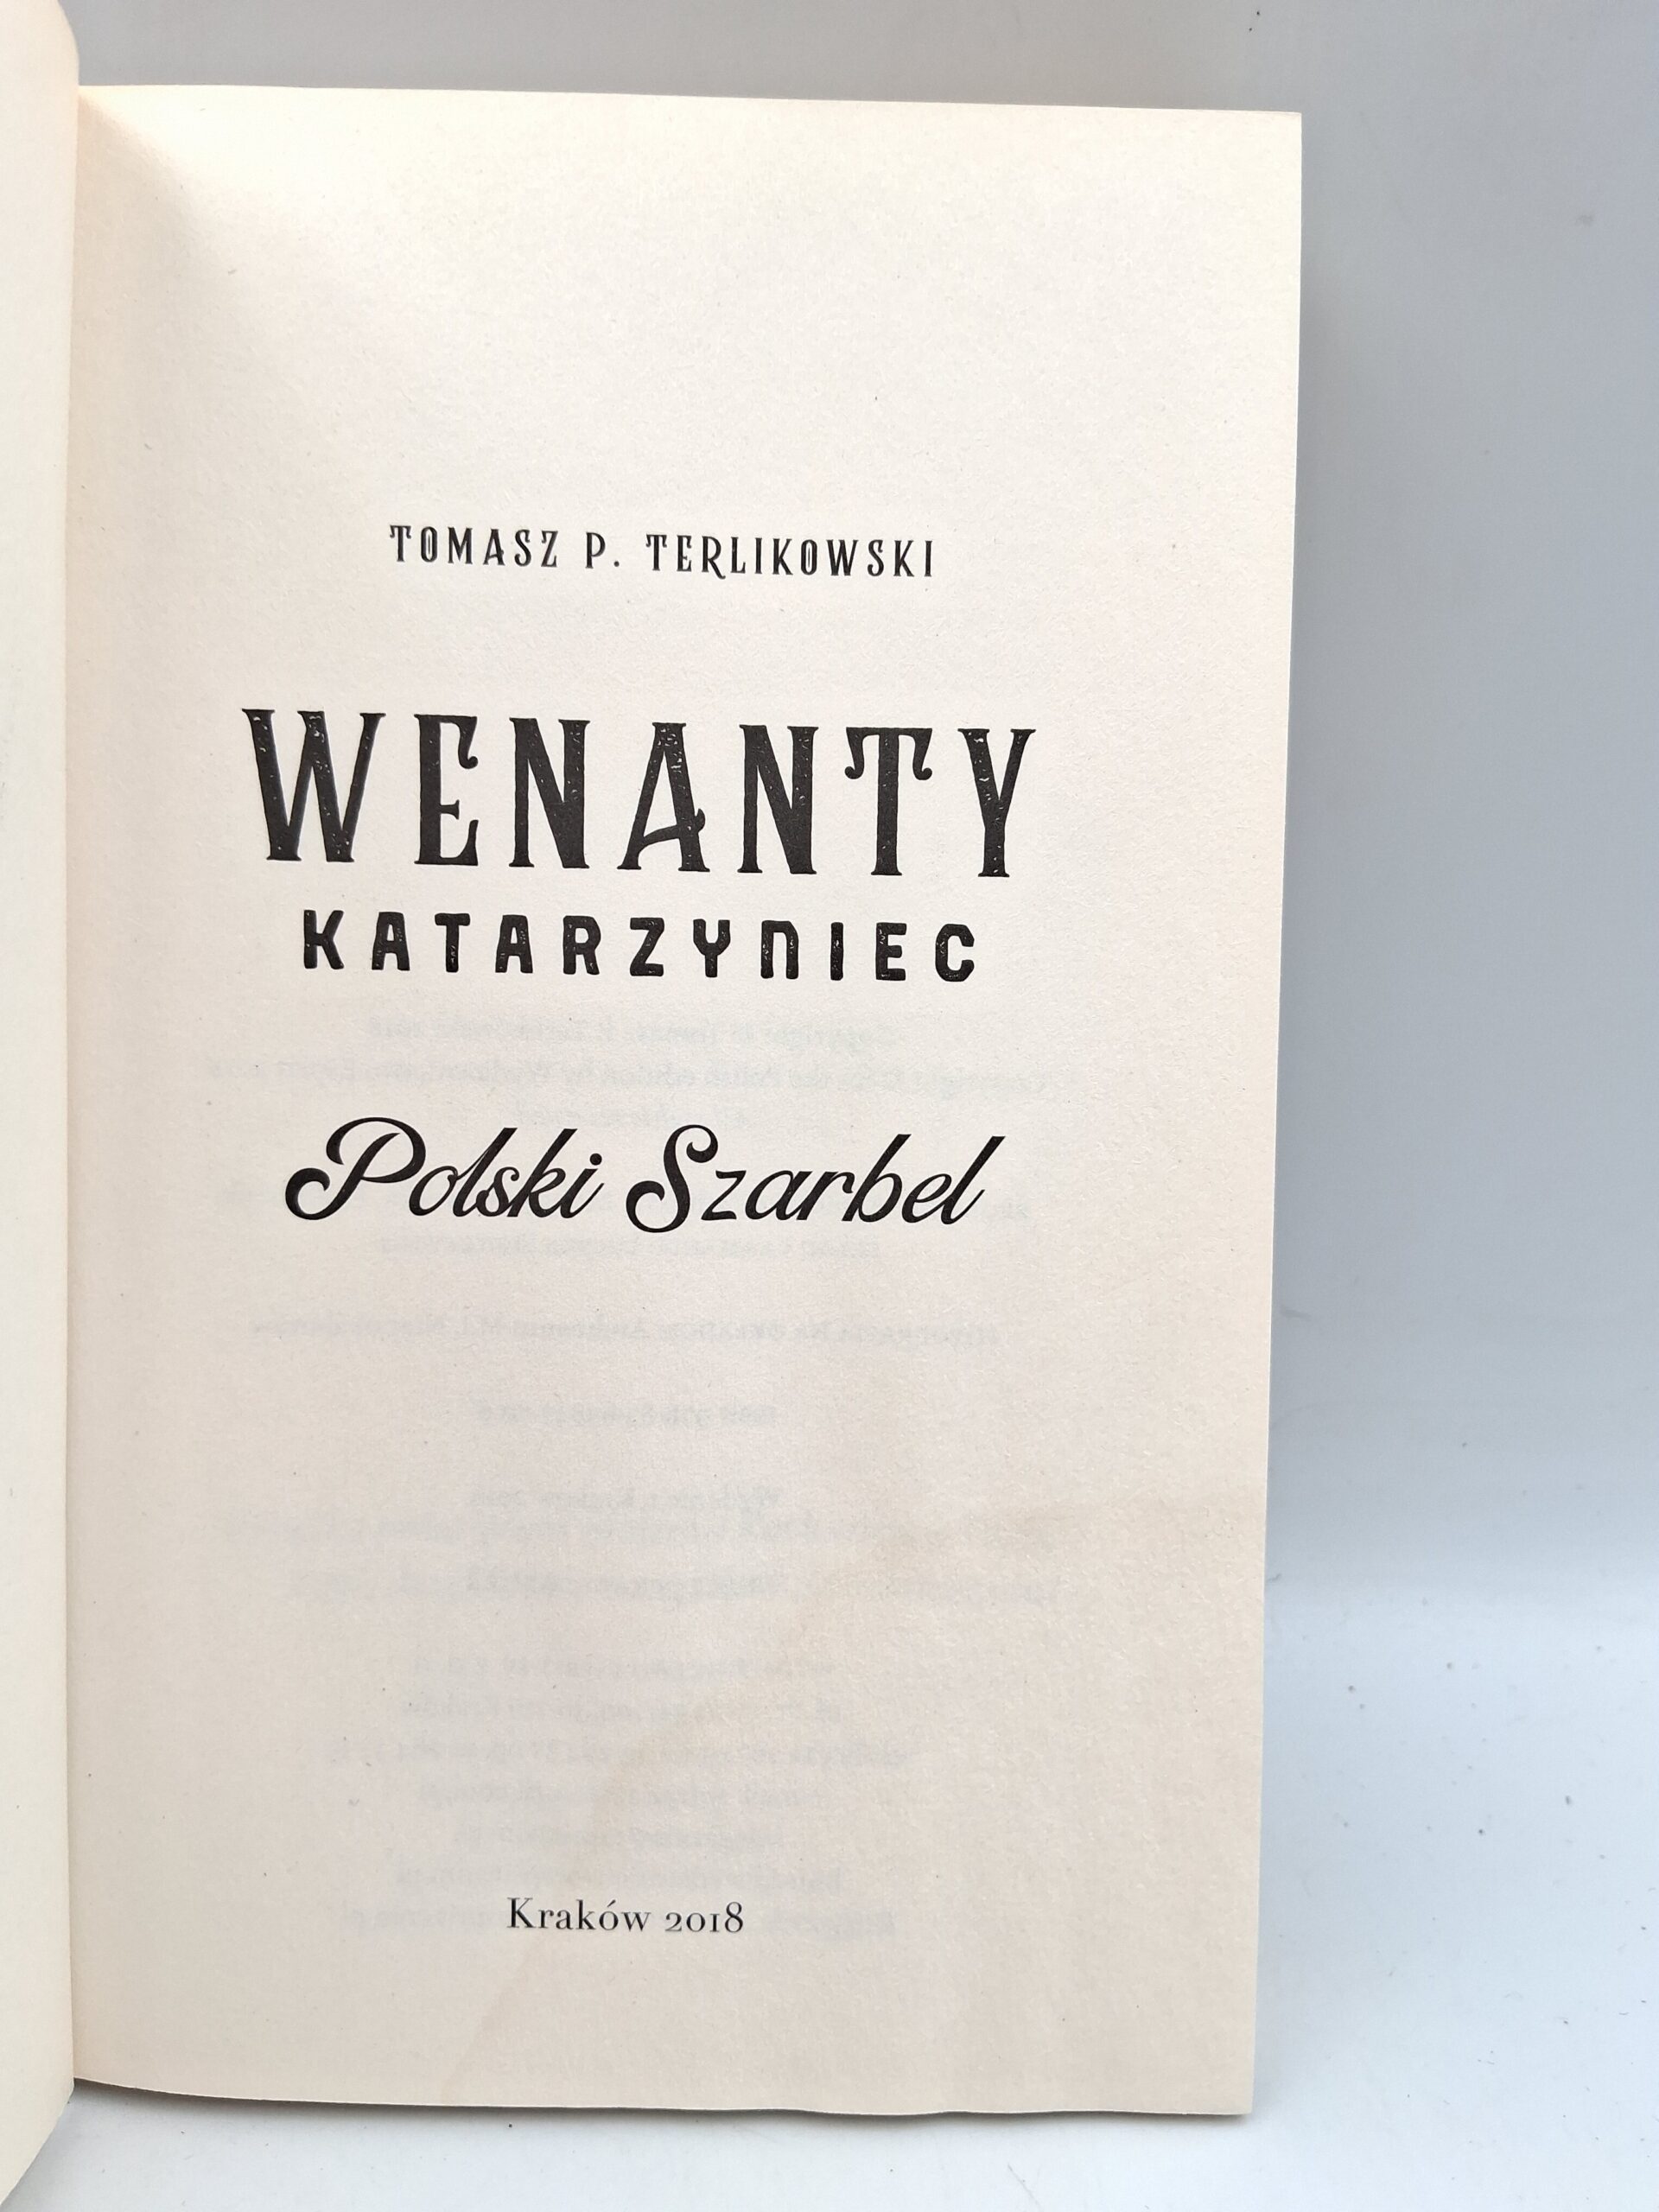 TOMASZ P. TERLIKOWSKI
WENANTY
KATARZYNIEC
Polski Szarbel
Kraków 2018